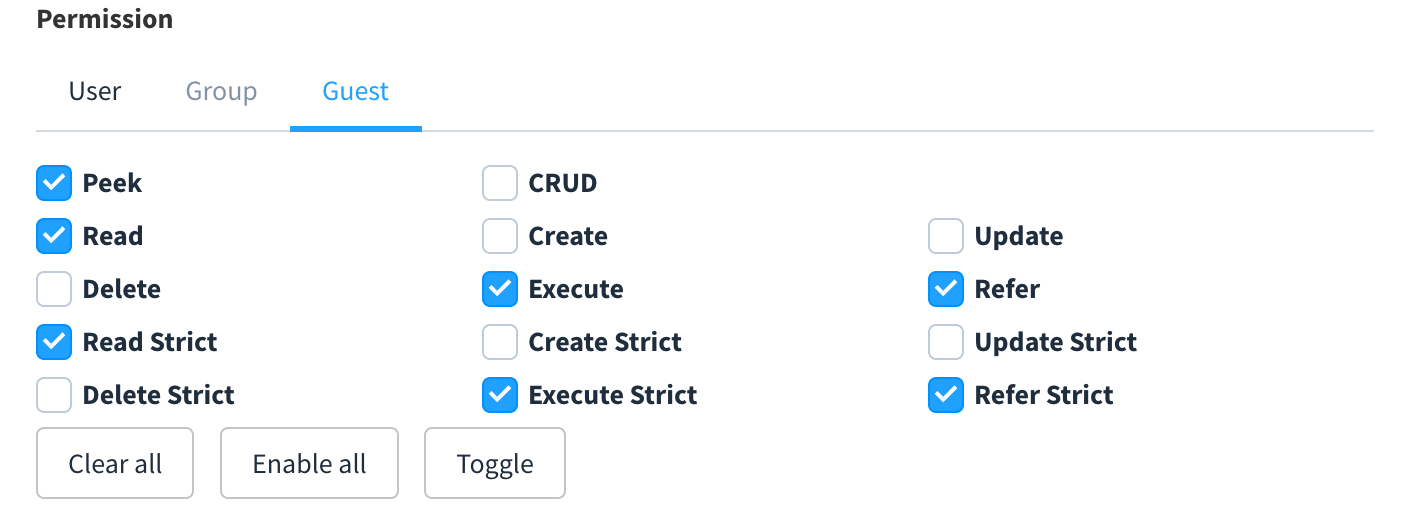 Permission
User Group Guest
Peek CRUD
Read Create Update
Delete Execute Refer
Read Strict Create Strict Update Strict
Delete Strict Execute Strict Refer Strict
Clear all Enable all Toggle